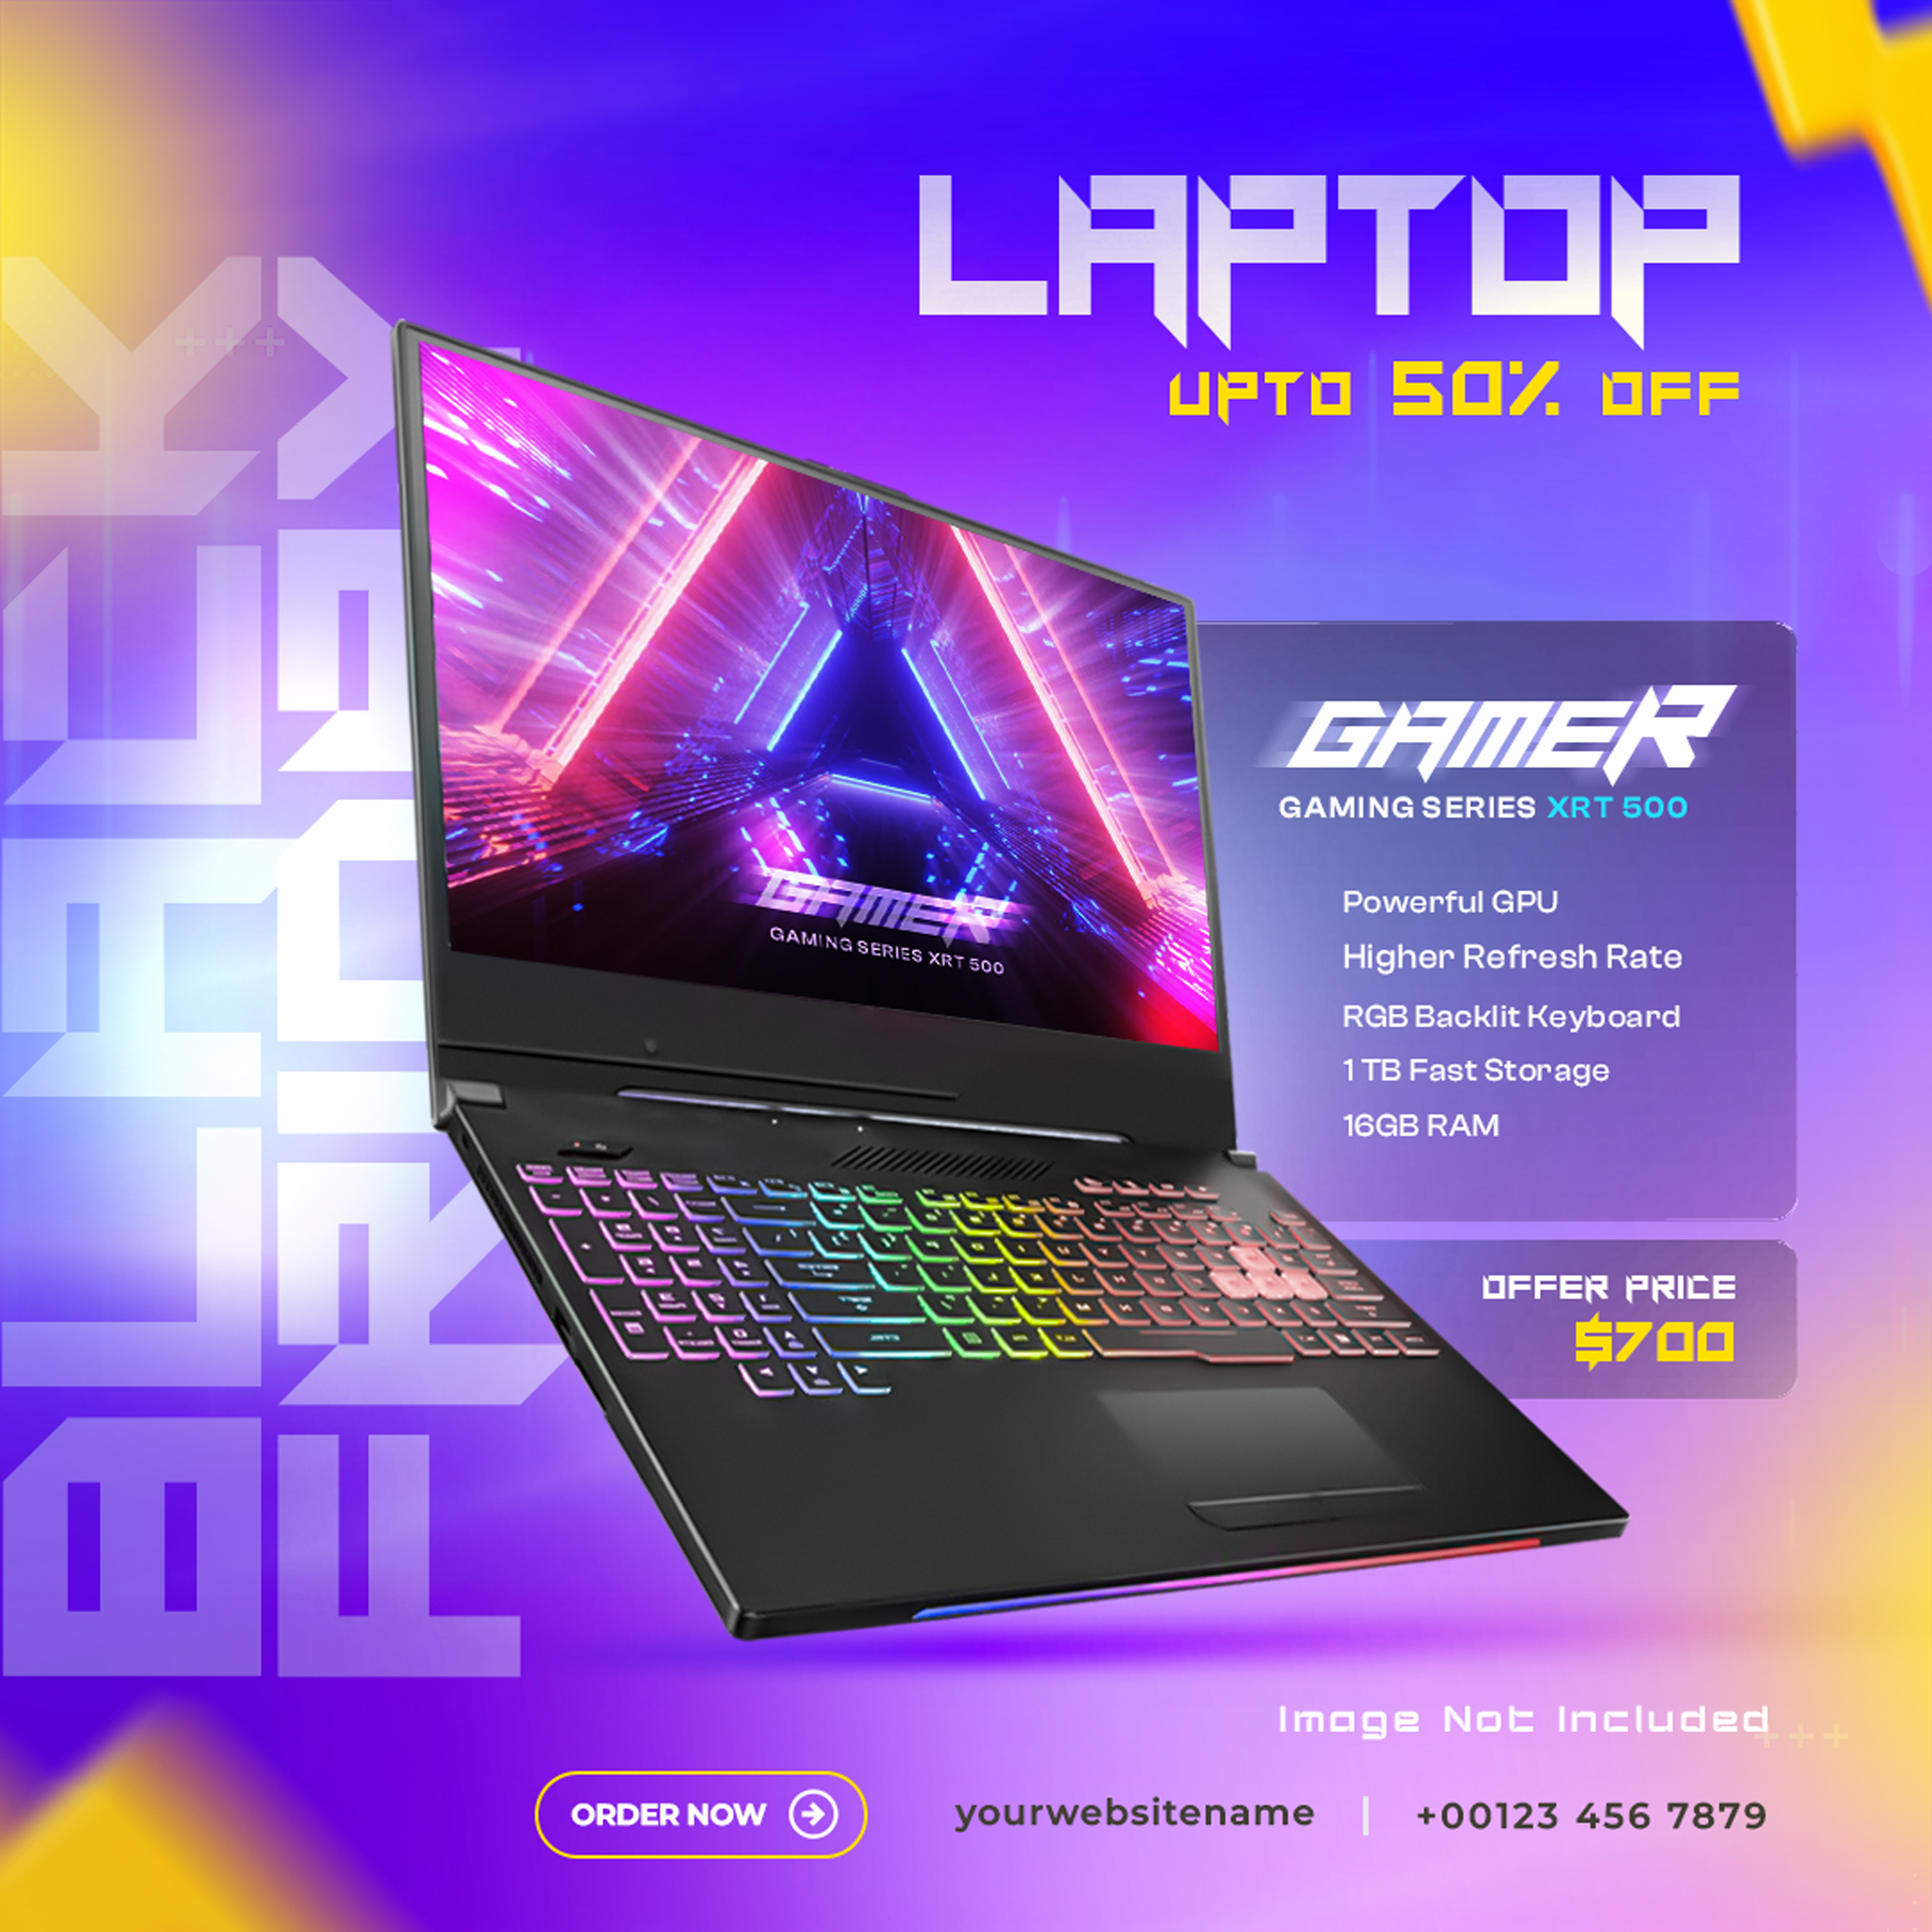 LAPTOP
UPTO 50% OFF
BLACK
FRIDAY
GAMER
GAMING SERIES XRT 500
Powerful GPU
Higher Refresh Rate
RGB Backlit Keyboard
1 TB Fast Storage
16GB RAM
GAMER
GAMING SERIES XRT 500
OFFER PRICE
$700
Image Not Included
ORDER NOW
yourwebsitename | +00123 456 7879